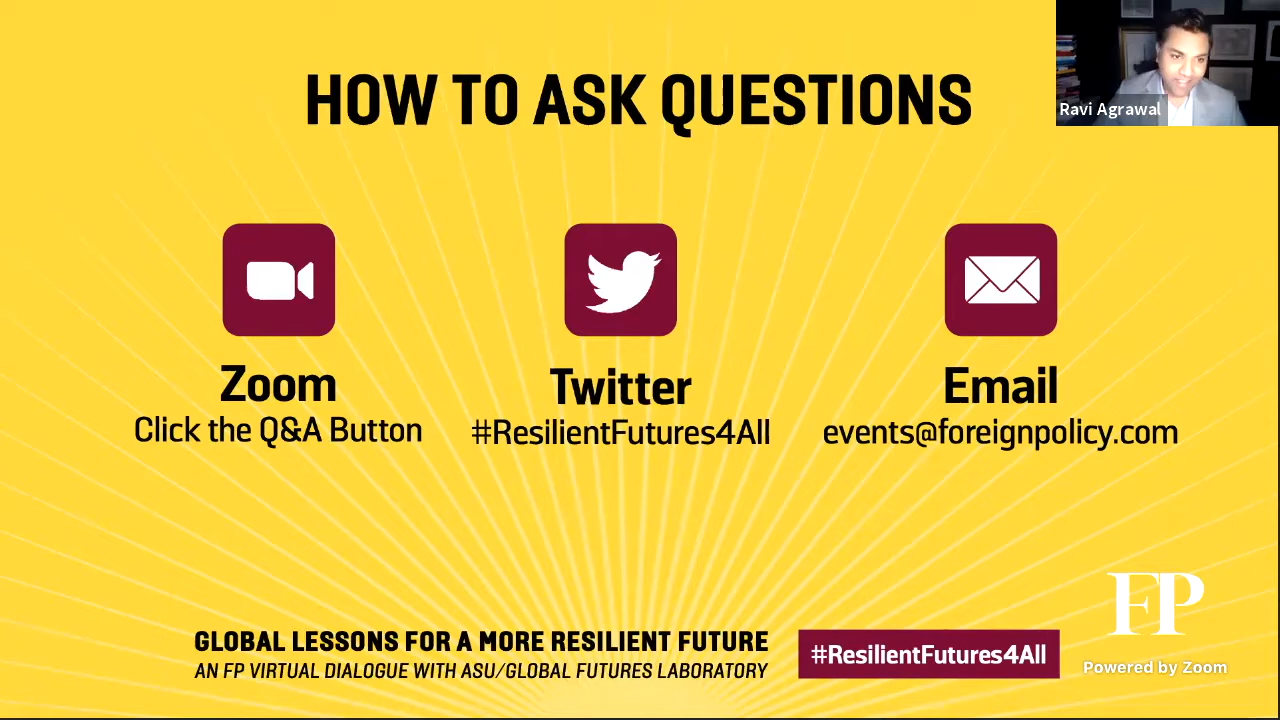 HOW TO ASK QUESTIONS
Ravi Agrawal
Zoom
Click the Q&A Button
Twitter
#ResilientFutures4All
Email
events@foreignpolicy.com
GLOBAL LESSONS FOR A MORE RESILIENT FUTURE
AN FP VIRTUAL DIALOGUE WITH ASU/GLOBAL FUTURES LABORATORY
#ResilientFutures4All
FP
Powered by Zoom